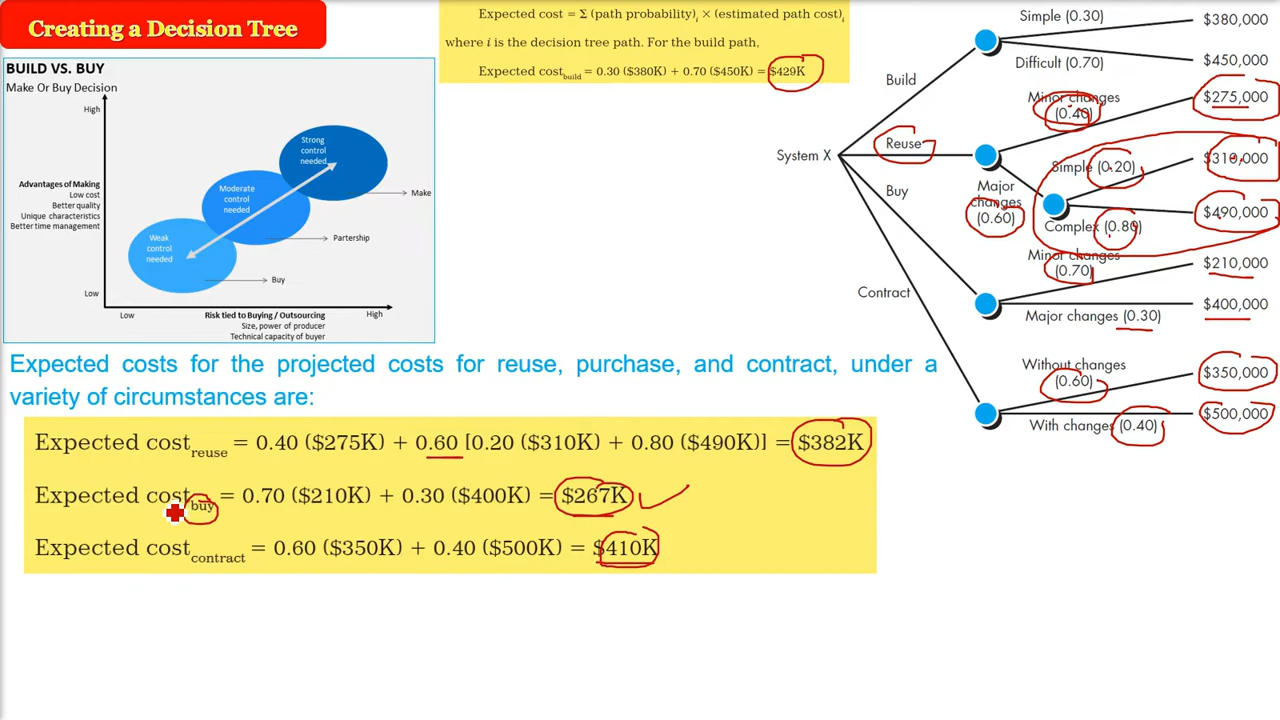 Creating a Decision Tree
Expected cost = Σ (path probability)i × (estimated path cost)i
where i is the decision tree path. For the build path,
Expected costbuild = 0.30 ($380K) + 0.70 ($450K) = $429K
BUILD VS. BUY
Make Or Buy Decision
High
Advantages of Making
Low cost
Better quality
Unique characteristics
Better time management
Low
Strong
control
needed
Moderate
control
needed
Weak
control
needed
Make
Partership
Buy
Low
Risk tied to Buying / Outsourcing
High
Size, power of producer
Technical capacity of buyer
System X
Build
Simple (0.30)
$380,000
Difficult (0.70)
$450,000
Reuse
Minor changes
(0.40)
$275,000
Major
changes
(0.60)
Simple (0.20)
$310,000
Complex (0.80)
$490,000
Buy
Minor changes
(0.70)
$210,000
Major changes (0.30)
$400,000
Contract
Without changes
(0.60)
$350,000
With changes (0.40)
$500,000
Expected costs for the projected costs for reuse, purchase, and contract, under a
variety of circumstances are:
Expected costreuse = 0.40 ($275K) + 0.60 [0.20 ($310K) + 0.80 ($490K)] = $382K
Expected costbuy = 0.70 ($210K) + 0.30 ($400K) = $267K
Expected costcontract = 0.60 ($350K) + 0.40 ($500K) = $410K